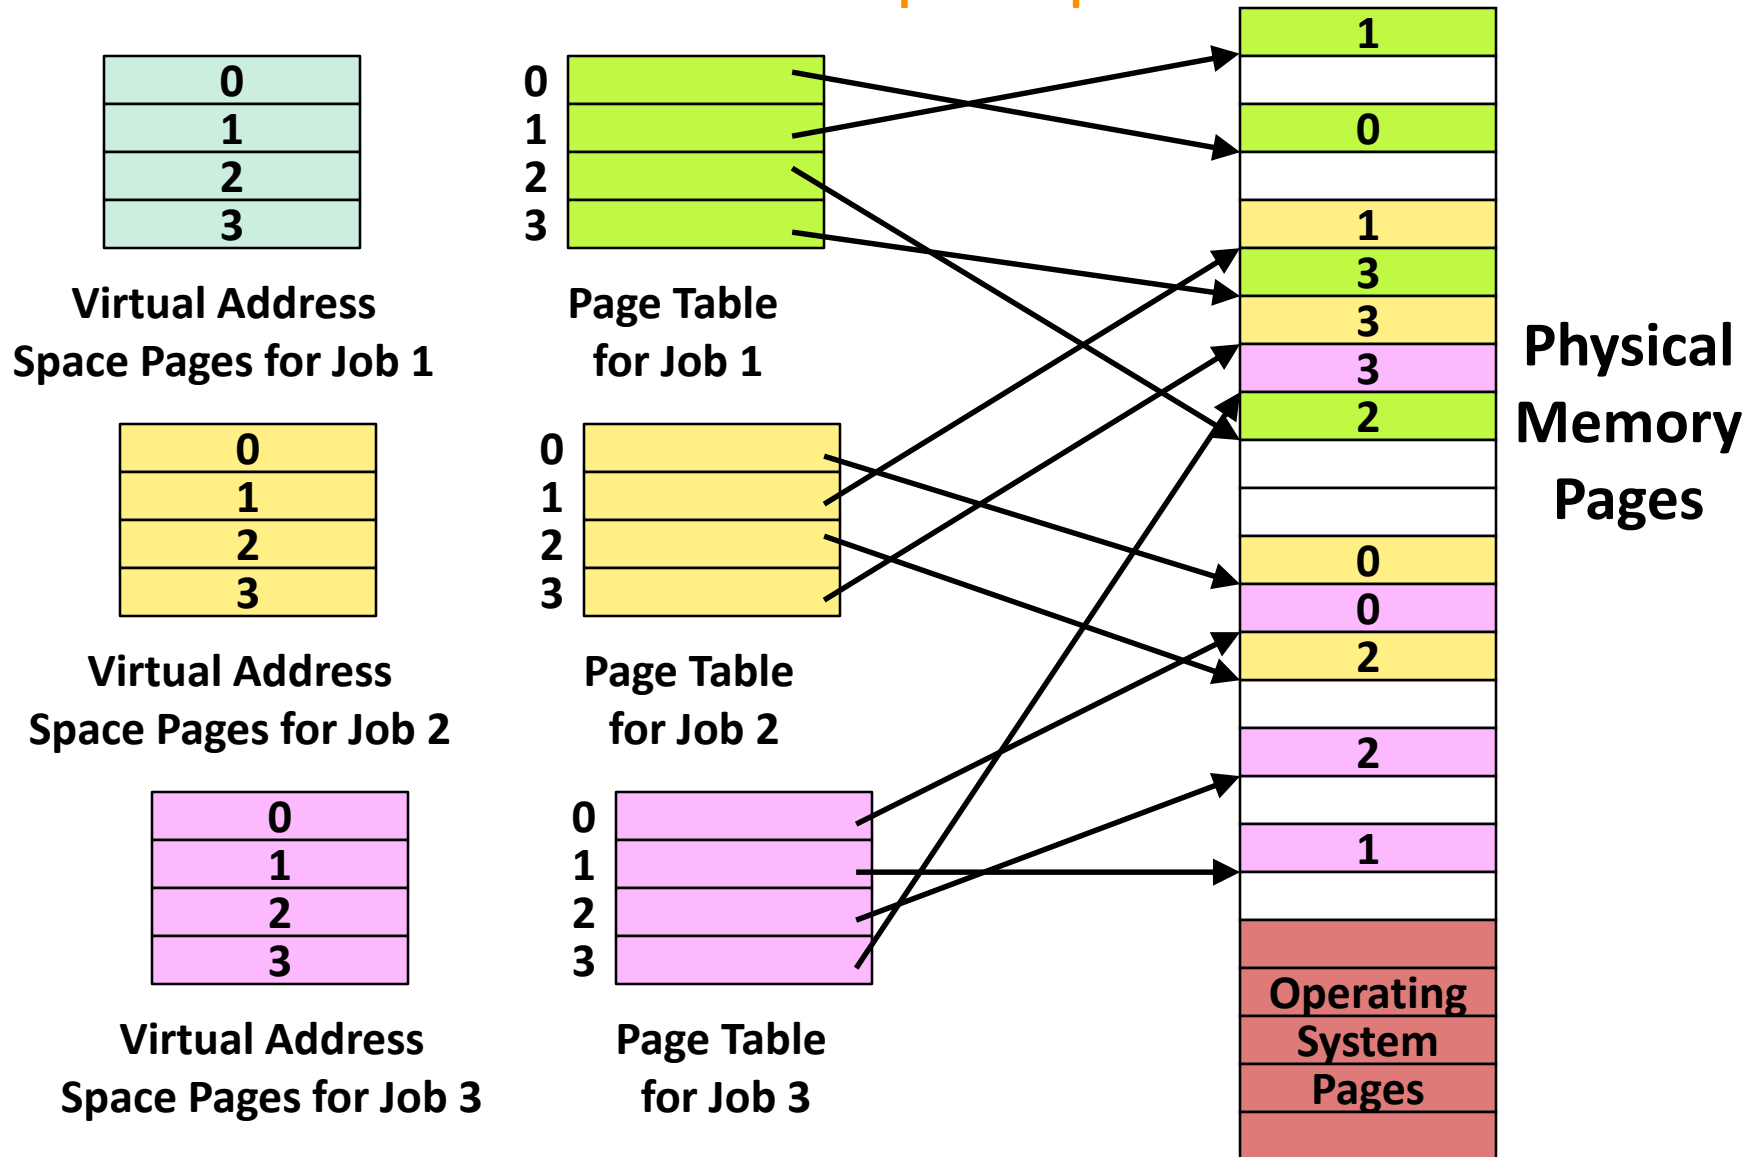 0
1
2
3
Virtual Address
Space Pages for Job 1
0
1
2
3
Page Table
for Job 1
0
1
2
3
Virtual Address
Space Pages for Job 2
0
1
2
3
Page Table
for Job 2
0
1
2
3
Virtual Address
Space Pages for Job 3
0
1
2
3
Page Table
for Job 3
1
0
1
3
3
3
2
0
0
2
2
1
Operating
System
Pages
Physical
Memory
Pages